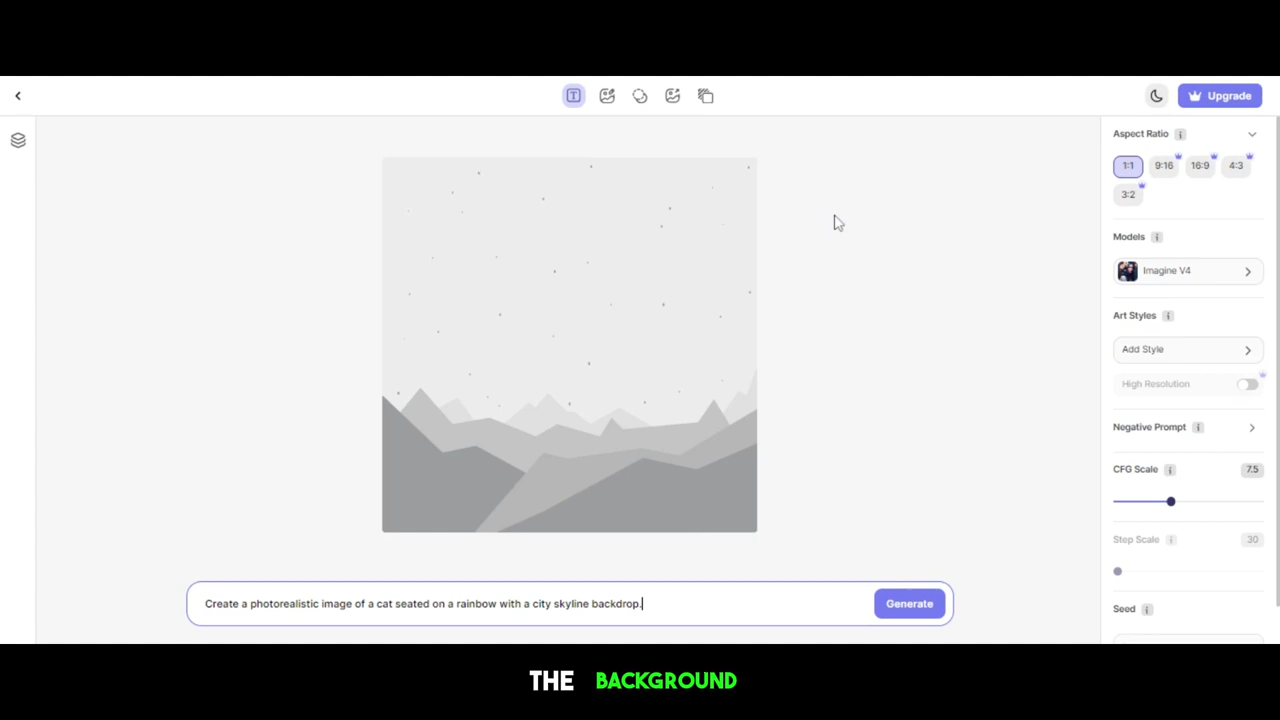 Upgrade
Aspect Ratio i
1:1 9:16 16:9 4:3
3:2
Models i
Imagine V4
Art Styles i
Add Style
High Resolution
Negative Prompt i
CFG Scale i 7.5
Step Scale i 30
Seed i
Create a photorealistic image of a cat seated on a rainbow with a city skyline backdrop.
Generate
THE BACKGROUND